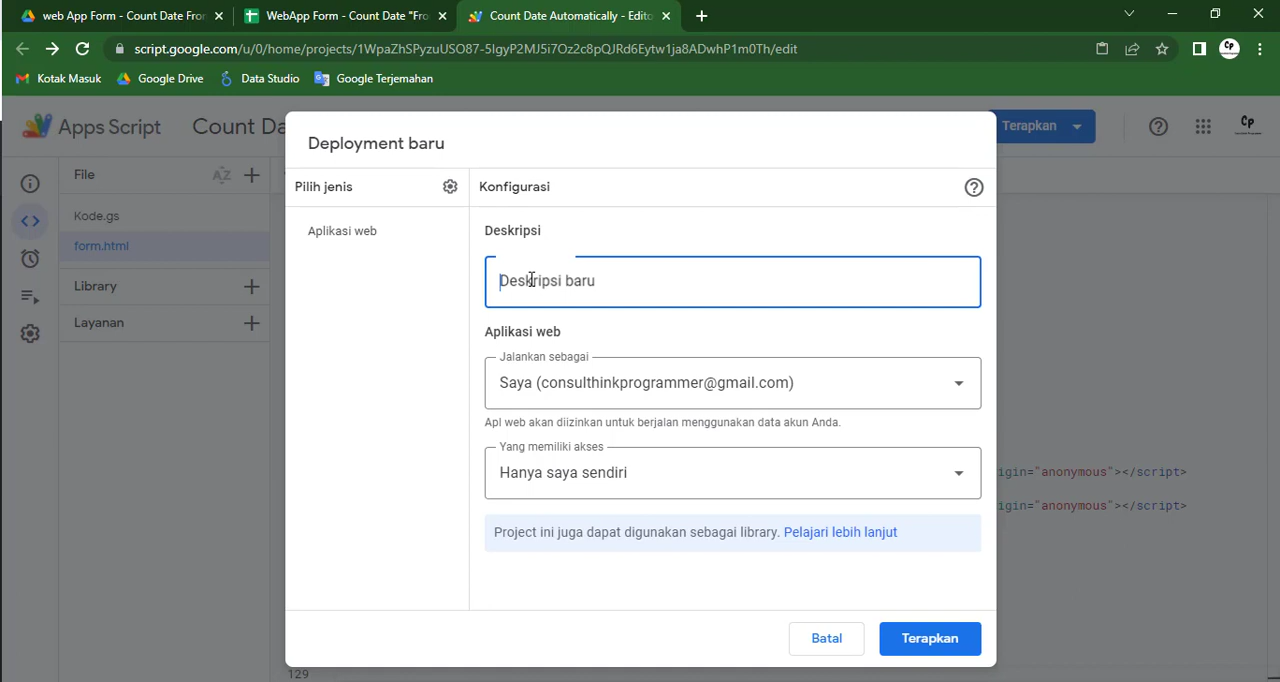 web App Form - Count Date Fror
WebApp Form - Count Date "Fro
Count Date Automatically - Edito
script.google.com/u/0/home/projects/1WpaZhSPyzuUSO87-5IgyP2MJ5i7Oz2c8pQJRd6Eytw1ja8ADwhP1m0Th/edit
Kotak Masuk
Google Drive
Data Studio
Google Terjemahan
Apps Script
Count Da
Terapkan
Cp
File
AZ
Kode.gs
form.html
Library
Layanan
Deployment baru
Pilih jenis
Konfigurasi
Aplikasi web
Deskripsi
Deskripsi baru
Aplikasi web
Jalankan sebagai
Saya (consulthinkprogrammer@gmail.com)
Apl web akan diizinkan untuk berjalan menggunakan data akun Anda.
Yang memiliki akses
Hanya saya sendiri
Project ini juga dapat digunakan sebagai library. Pelajari lebih lanjut
Batal
Terapkan
igin="anonymous"></script>
igin="anonymous"></script>
129